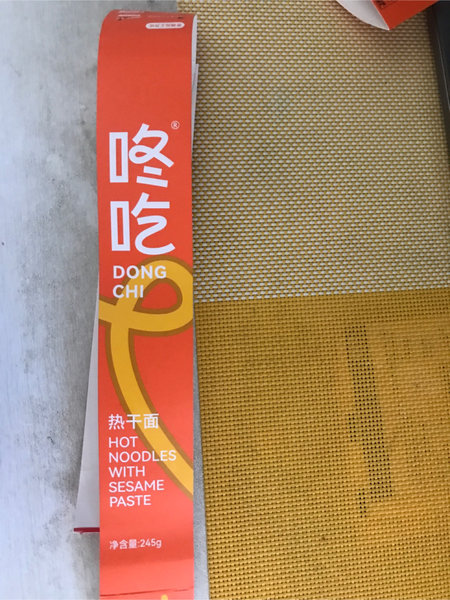 咚
®
吃
DONG
CHI
热干面
HOT
NOODLES
WITH
SESAME
PASTE
净含量:245g